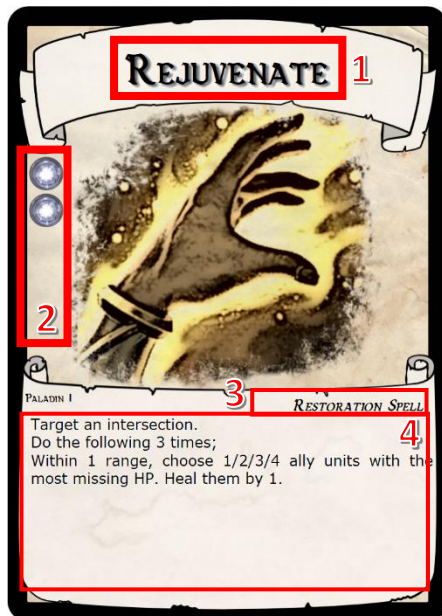 Rejuvenate
1
2
3
Paladin I
Restoration Spell
4
Target an intersection.
Do the following 3 times;
Within 1 range, choose 1/2/3/4 ally units with the
most missing HP. Heal them by 1.